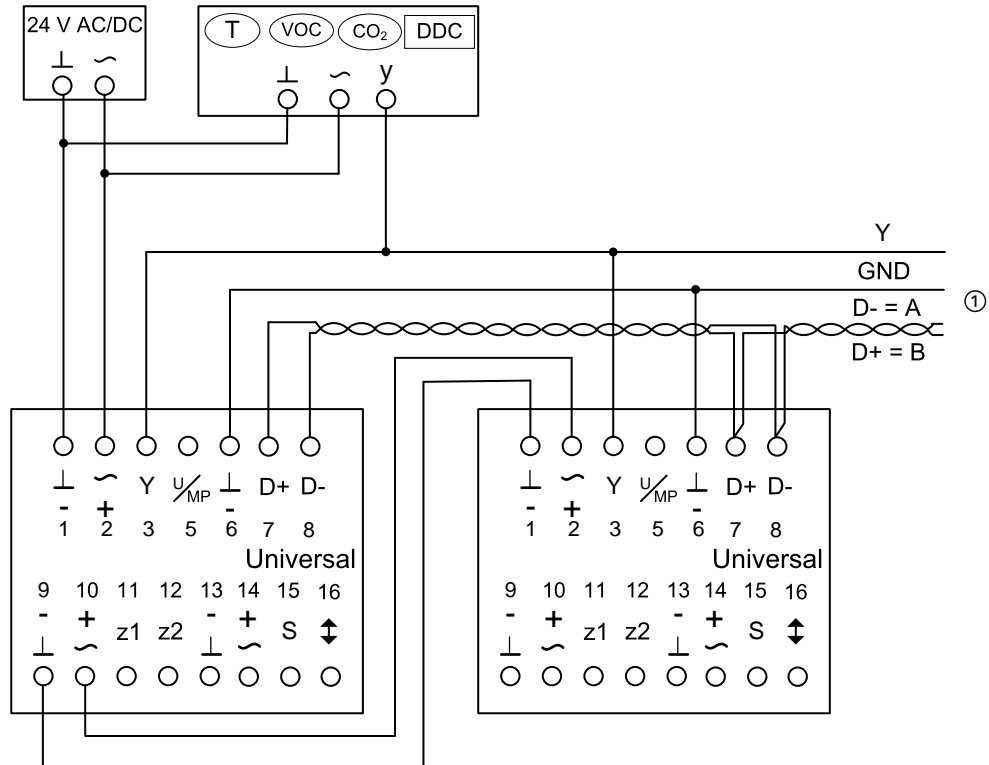 24 V AC/DC
T VOC CO₂ DDC
⊥ ~
⊥ ~ y
Y
GND
D- = A
①
D+ = B
⊥ ~ Y U/MP ⊥ D+ D-
- + -
1 2 3 5 6 7 8
Universal
9 10 11 12 13 14 15 16
- + z1 z2 - + S ↕
⊥ ~ ⊥ ~
⊥ ~ Y U/MP ⊥ D+ D-
- + -
1 2 3 5 6 7 8
Universal
9 10 11 12 13 14 15 16
- + z1 z2 - + S ↕
⊥ ~ ⊥ ~